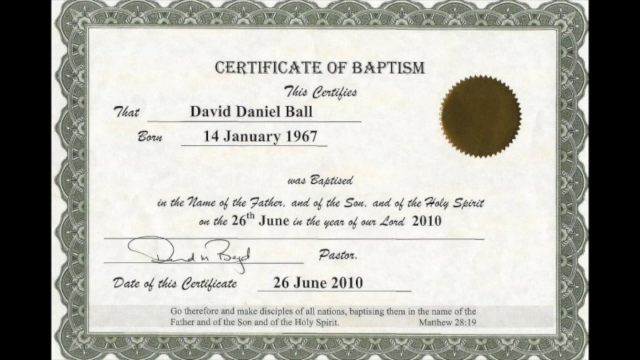 CERTIFICATE OF BAPTISM
This Certifies
That David Daniel Ball
Born 14 January 1967
was Baptised
in the Name of the Father, and of the Son, and of the Holy Spirit
on the 26th June in the year of our Lord 2010
Pastor.
Date of this Certificate 26 June 2010
Go therefore and make disciples of all nations, baptising them in the name of the
Father and of the Son and of the Holy Spirit. Matthew 28:19